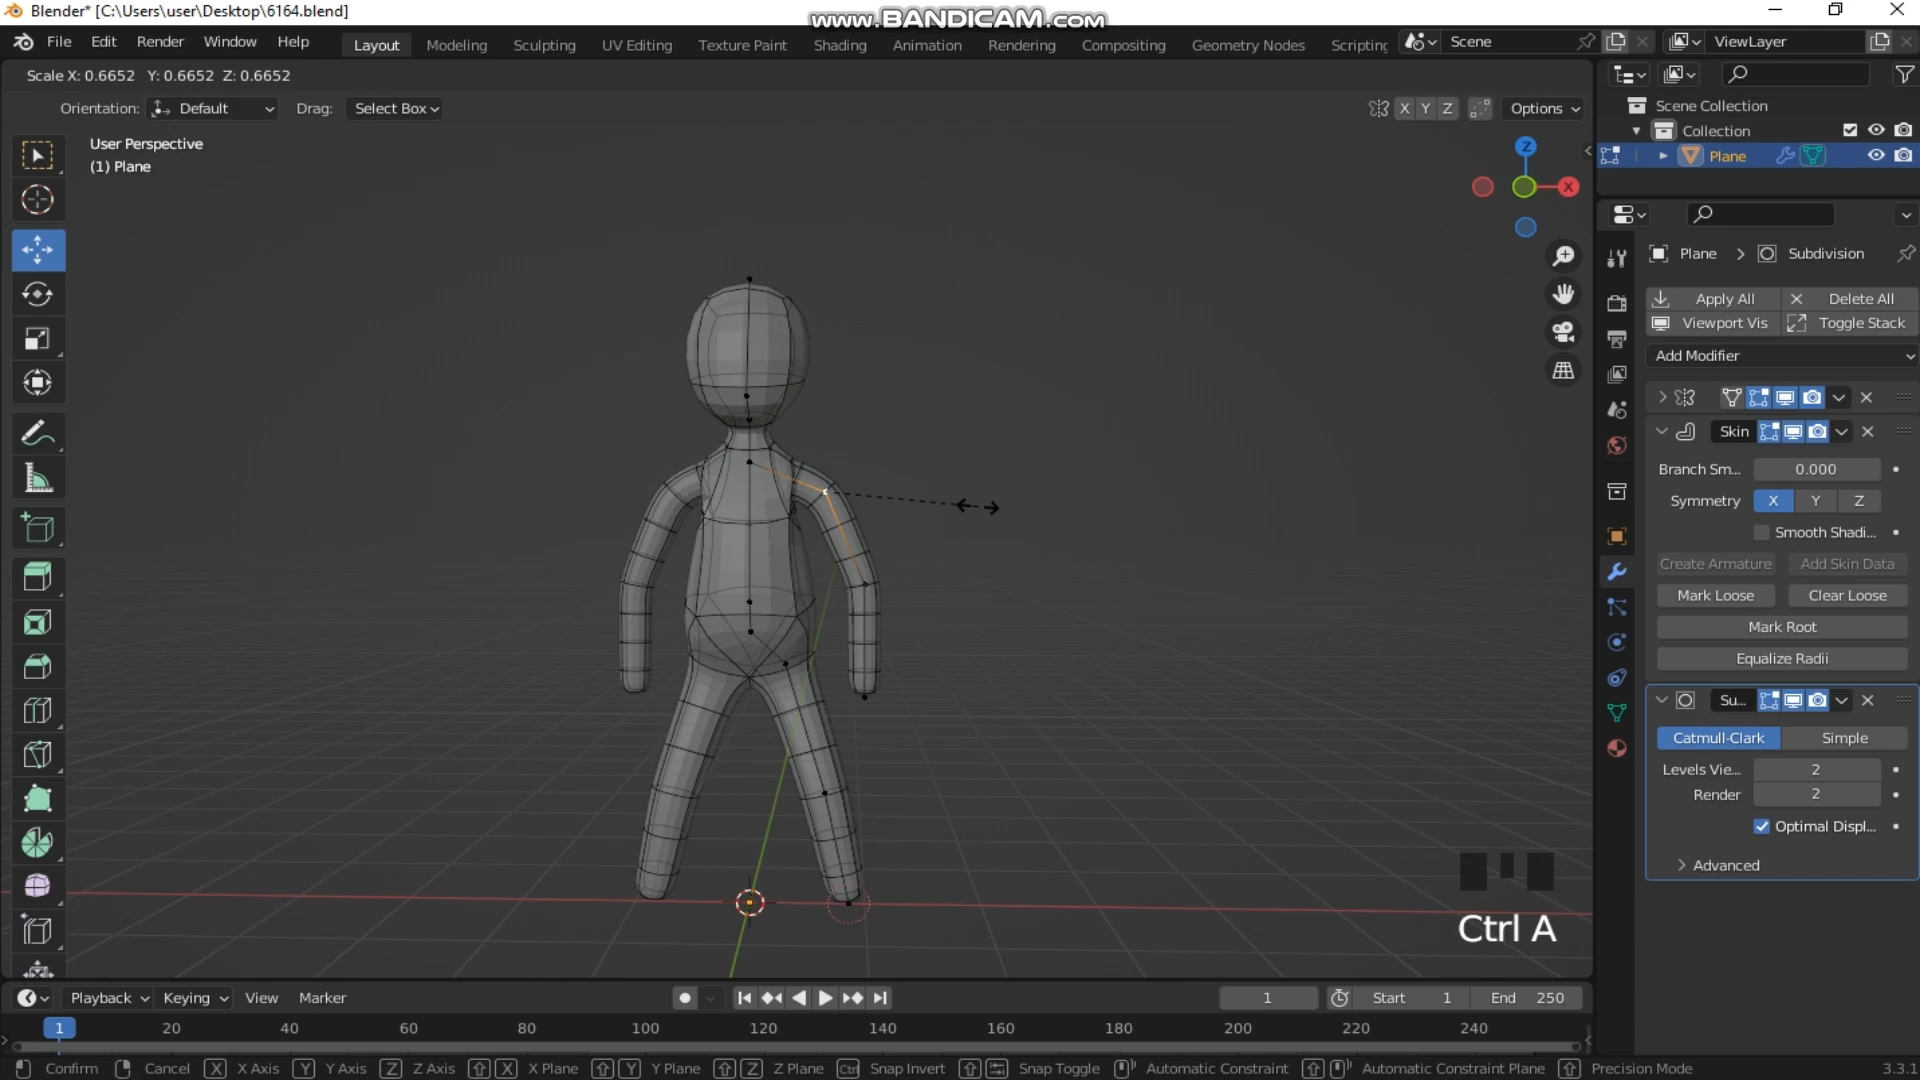 Blender* [C:\Users\user\Desktop\6164.blend]
www.BANDICAM.com
File Edit Render Window Help
Layout Modeling Sculpting UV Editing Texture Paint Shading Animation Rendering Compositing Geometry Nodes Scripting
Scene
ViewLayer
Scale X: 0.6652 Y: 0.6652 Z: 0.6652
Orientation: Default Drag: Select Box
X Y Z Options
User Perspective
(1) Plane
Z
X
Scene Collection
Collection
Plane
Plane > Subdivision
Apply All Delete All
Viewport Vis Toggle Stack
Add Modifier
Skin
Branch Sm... 0.000
Symmetry X Y Z
Smooth Shadi...
Create Armature Add Skin Data
Mark Loose Clear Loose
Mark Root
Equalize Radii
Su...
Catmull-Clark Simple
Levels Vie... 2
Render 2
Optimal Displ...
Advanced
Ctrl A
Playback Keying View Marker
1 Start 1 End 250
1 20 40 60 80 100 120 140 160 180 200 220 240
Confirm Cancel X X Axis Y Y Axis Z Z Axis X X Plane Y Y Plane Z Z Plane Ctrl Snap Invert Snap Toggle Automatic Constraint Automatic Constraint Plane Precision Mode 3.3.1